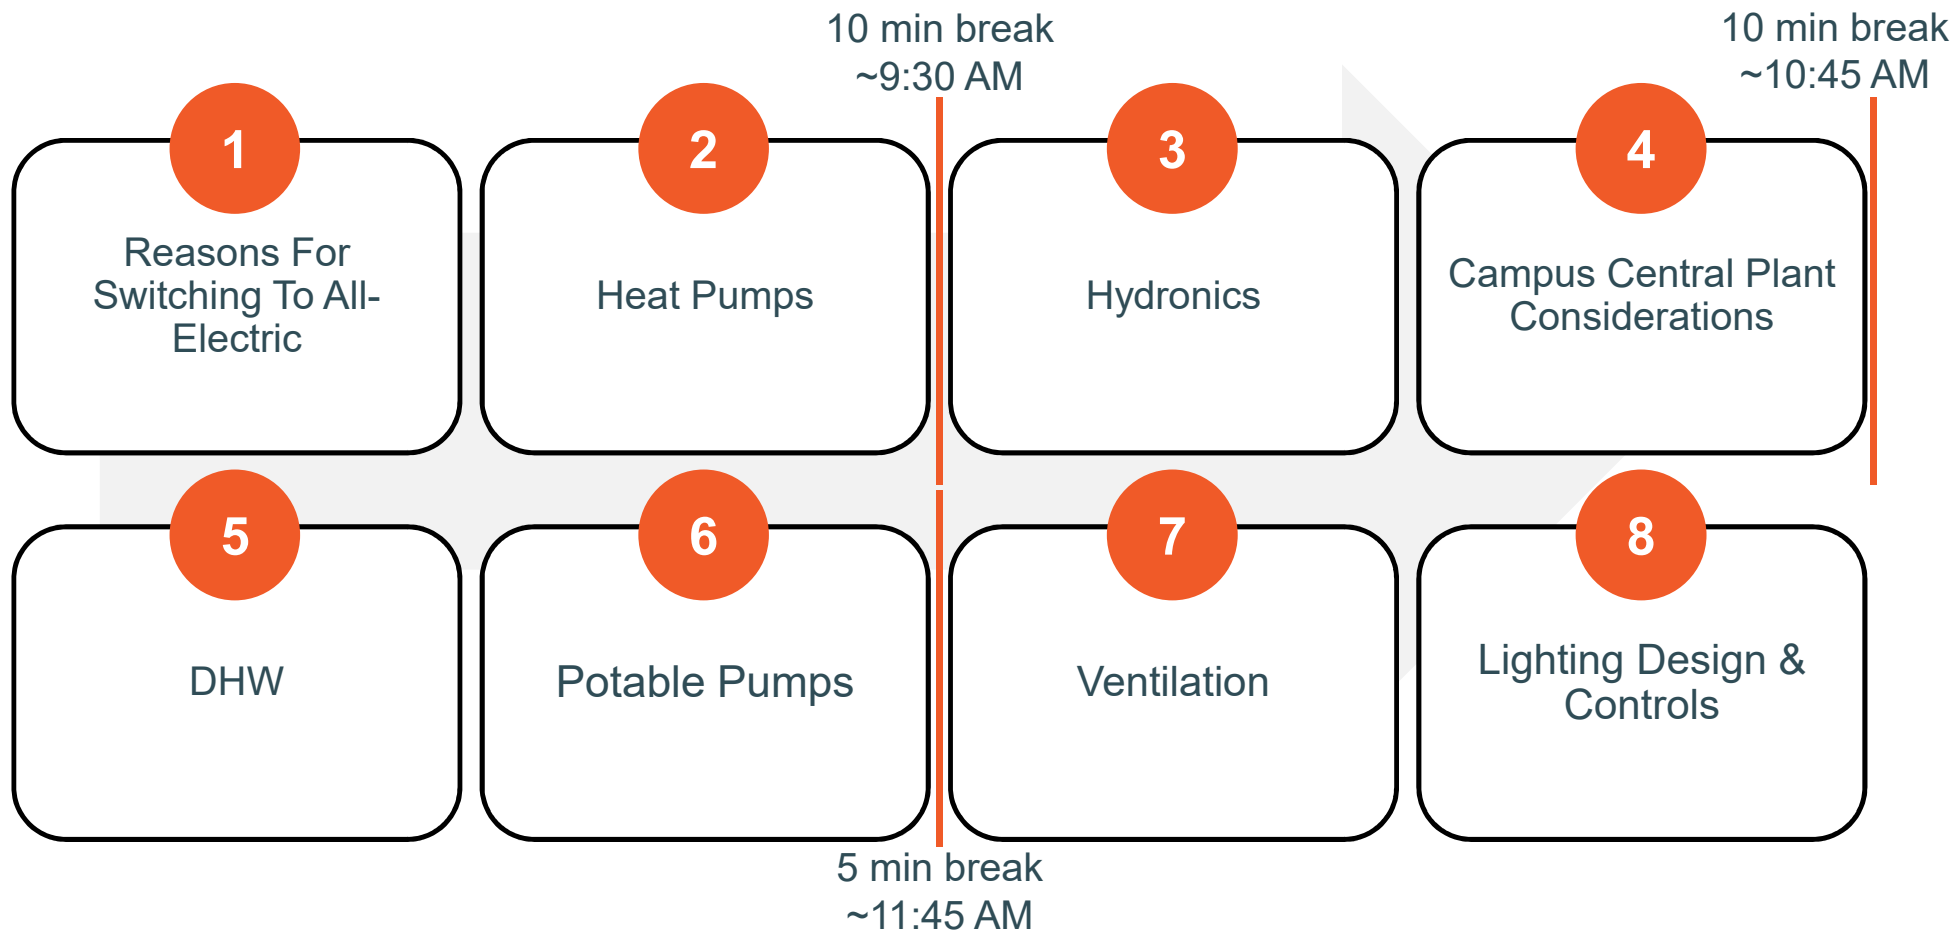 10 min break
~9:30 AM
10 min break
~10:45 AM
1
Reasons For
Switching To All-
Electric
2
Heat Pumps
3
Hydronics
4
Campus Central Plant
Considerations
5
DHW
6
Potable Pumps
7
Ventilation
8
Lighting Design &
Controls
5 min break
~11:45 AM